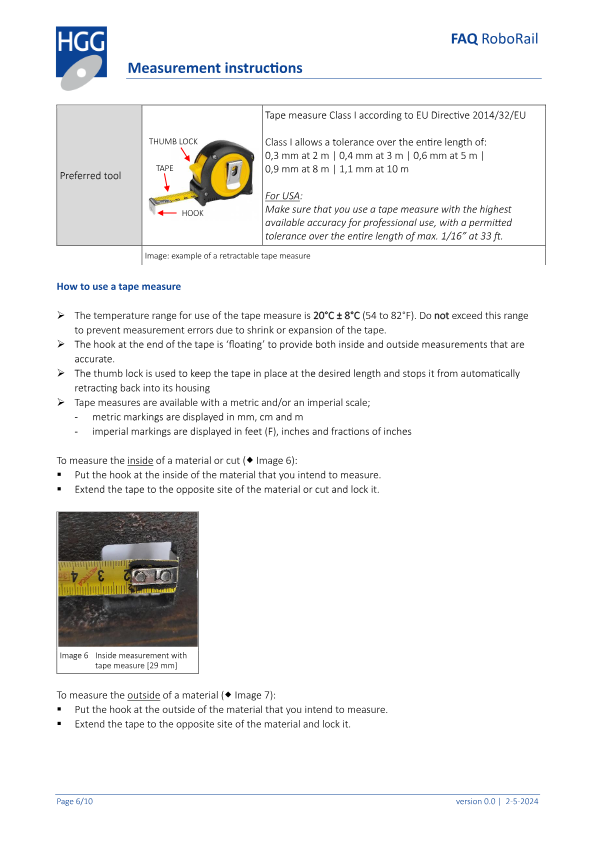 HGG
FAQ RoboRail
Measurement instructions
Preferred tool
THUMB LOCK
TAPE
HOOK
Tape measure Class I according to EU Directive 2014/32/EU
Class I allows a tolerance over the entire length of:
0,3 mm at 2 m | 0,4 mm at 3 m | 0,6 mm at 5 m |
0,9 mm at 8 m | 1,1 mm at 10 m
For USA:
Make sure that you use a tape measure with the highest
available accuracy for professional use, with a permitted
tolerance over the entire length of max. 1/16” at 33 ft.
Image: example of a retractable tape measure
How to use a tape measure
➢ The temperature range for use of the tape measure is 20°C ± 8°C (54 to 82°F). Do not exceed this range
to prevent measurement errors due to shrink or expansion of the tape.
➢ The hook at the end of the tape is ‘floating’ to provide both inside and outside measurements that are
accurate.
➢ The thumb lock is used to keep the tape in place at the desired length and stops it from automatically
retracting back into its housing
➢ Tape measures are available with a metric and/or an imperial scale;
- metric markings are displayed in mm, cm and m
- imperial markings are displayed in feet (F), inches and fractions of inches
To measure the inside of a material or cut (◆ Image 6):
▪ Put the hook at the inside of the material that you intend to measure.
▪ Extend the tape to the opposite site of the material or cut and lock it.
4 3 2
Image 6 Inside measurement with
tape measure [29 mm]
To measure the outside of a material (◆ Image 7):
▪ Put the hook at the outside of the material that you intend to measure.
▪ Extend the tape to the opposite site of the material and lock it.
Page 6/10
version 0.0 | 2-5-2024